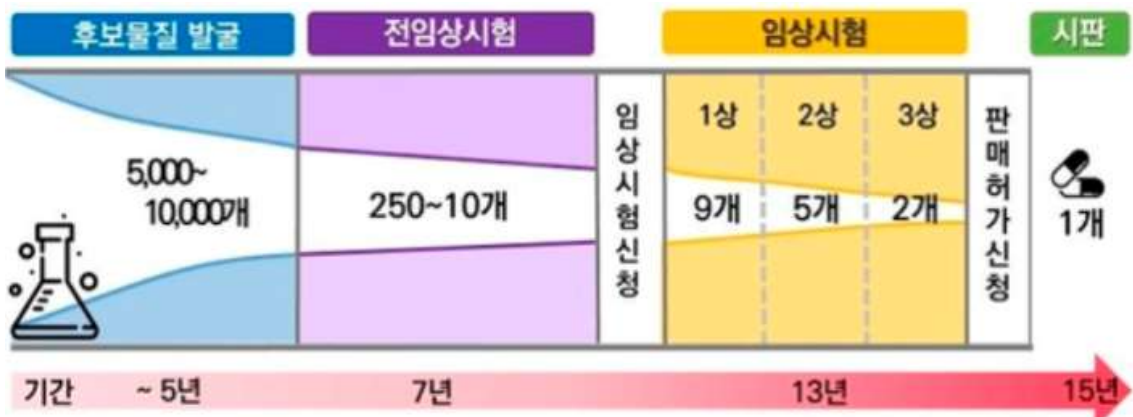 후보물질 발굴
전임상시험
임상시험
시판
5,000~
10,000개
250~10개
임상시험신청
1상
2상
3상
9개
5개
2개
판매허가신청
1개
기간
~ 5년
7년
13년
15년